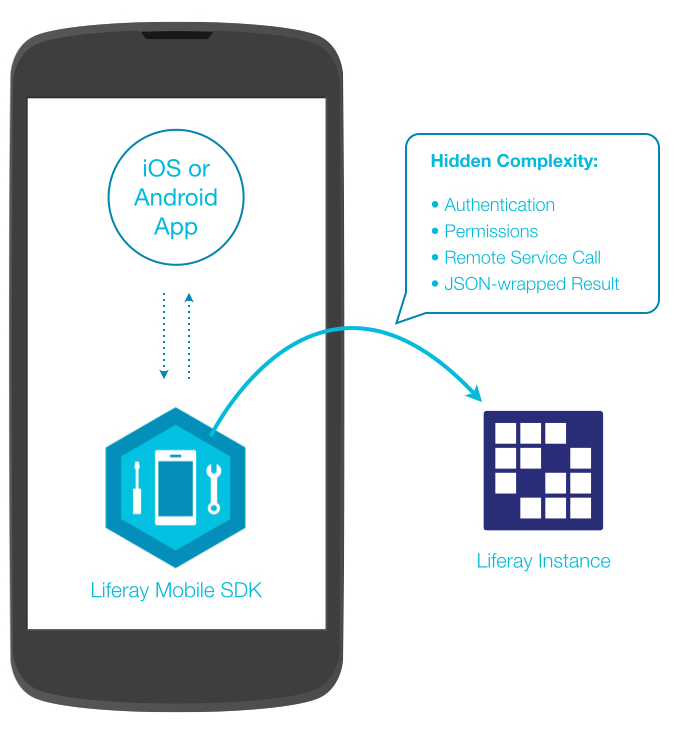 iOS or
Android
App
Hidden Complexity:
• Authentication
• Permissions
• Remote Service Call
• JSON-wrapped Result
Liferay Mobile SDK
Liferay Instance